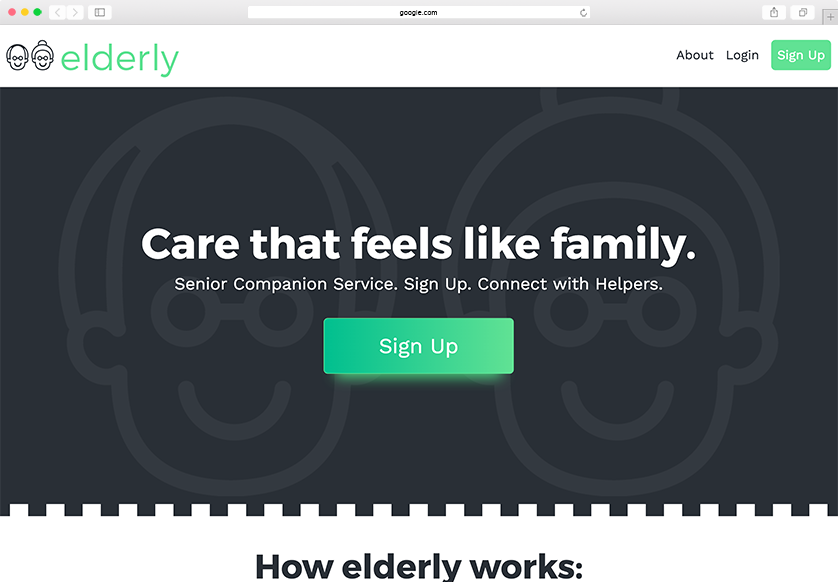 google.com
elderly
About Login Sign Up
Care that feels like family.
Senior Companion Service. Sign Up. Connect with Helpers.
Sign Up
How elderly works: